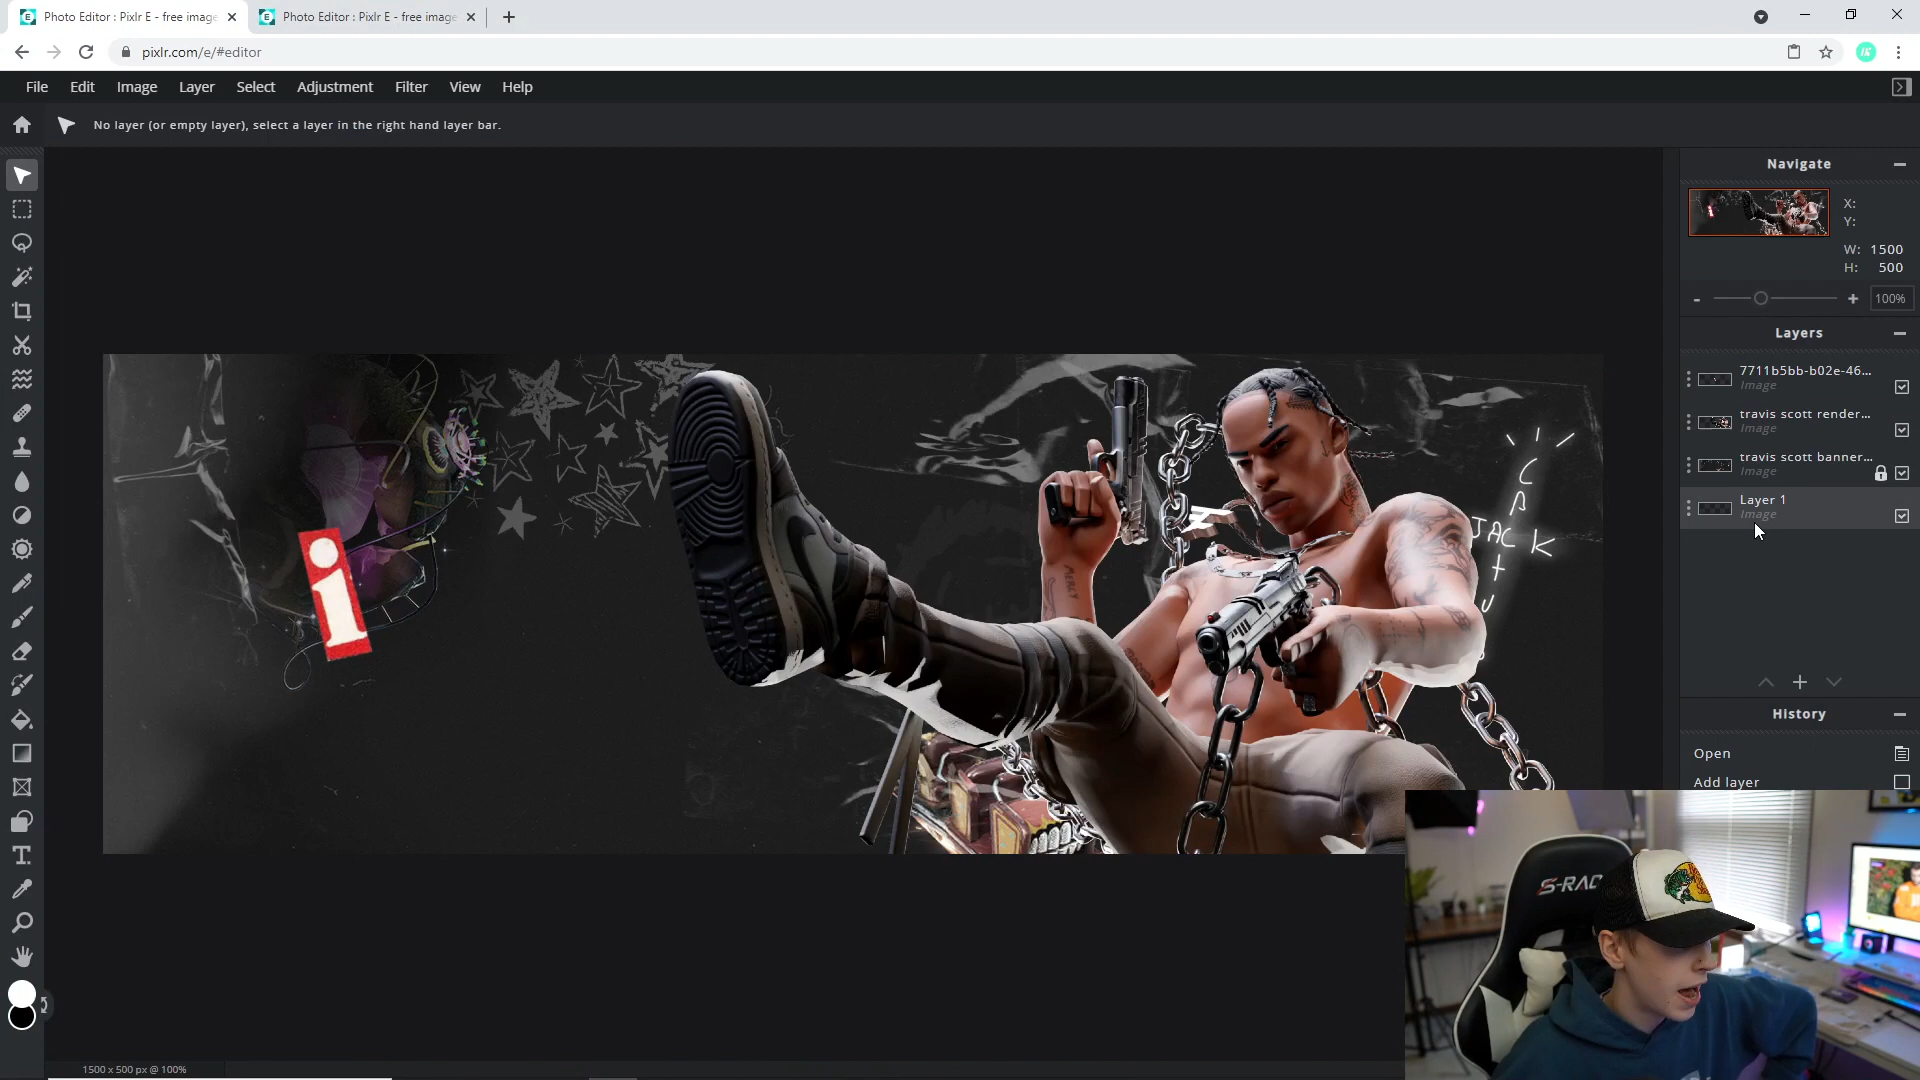 Photo Editor : Pixlr E - free image
Photo Editor : Pixlr E - free image
pixlr.com/e/#editor
File Edit Image Layer Select Adjustment Filter View Help
No layer (or empty layer), select a layer in the right hand layer bar.
Navigate
X:
Y:
W: 1500
H: 500
- + 100%
Layers
7711b5bb-b02e-46...
Image
travis scott render...
Image
travis scott banner...
Image
Layer 1
Image
i
JACK
MERCY
History
Open
Add layer
S-RAC
1500 x 500 px @ 100%